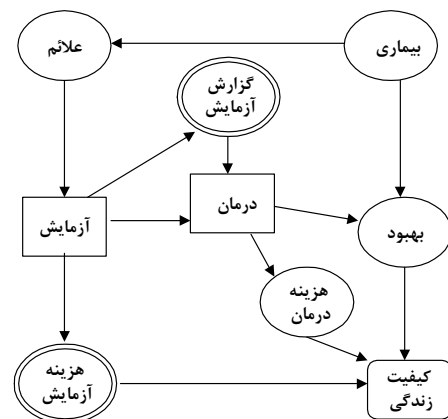 بیماری
علائم
گزارش
آزمایش
درمان
آزمایش
بهبود
هزینه
درمان
هزینه
آزمایش
کیفیت
زندگی